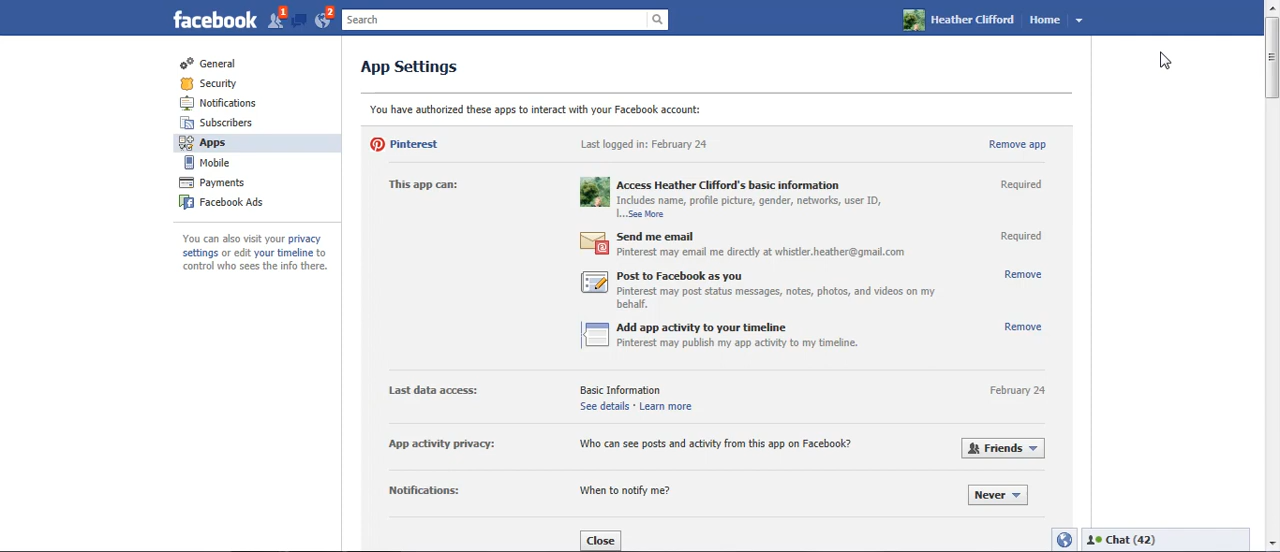 facebook 1 2 Search Heather Clifford Home
General
Security
Notifications
Subscribers
Apps
Mobile
Payments
Facebook Ads
You can also visit your privacy
settings or edit your timeline to
control who sees the info there.
App Settings
You have authorized these apps to interact with your Facebook account:
Pinterest Last logged in: February 24 Remove app
This app can: Access Heather Clifford's basic information Required
Includes name, profile picture, gender, networks, user ID,
l...See More
Send me email Required
Pinterest may email me directly at whistler.heather@gmail.com
Post to Facebook as you Remove
Pinterest may post status messages, notes, photos, and videos on my
behalf.
Add app activity to your timeline Remove
Pinterest may publish my app activity to my timeline.
Last data access: Basic Information February 24
See details · Learn more
App activity privacy: Who can see posts and activity from this app on Facebook? Friends
Notifications: When to notify me? Never
Close
Chat (42)